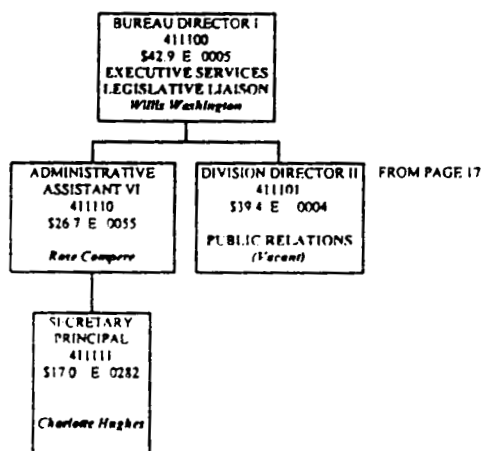 BUREAU DIRECTOR I
411100
$42.9 E 0005
EXECUTIVE SERVICES
LEGISLATIVE LIAISON
Willis Washington
ADMINISTRATIVE
ASSISTANT VI
411110
$26.7 E 0055
Rose Compere
DIVISION DIRECTOR II
411101
$39.4 E 0004
PUBLIC RELATIONS
(Vacant)
FROM PAGE 17
SECRETARY
PRINCIPAL
411111
$17.0 E 0282
Charlotte Hughes